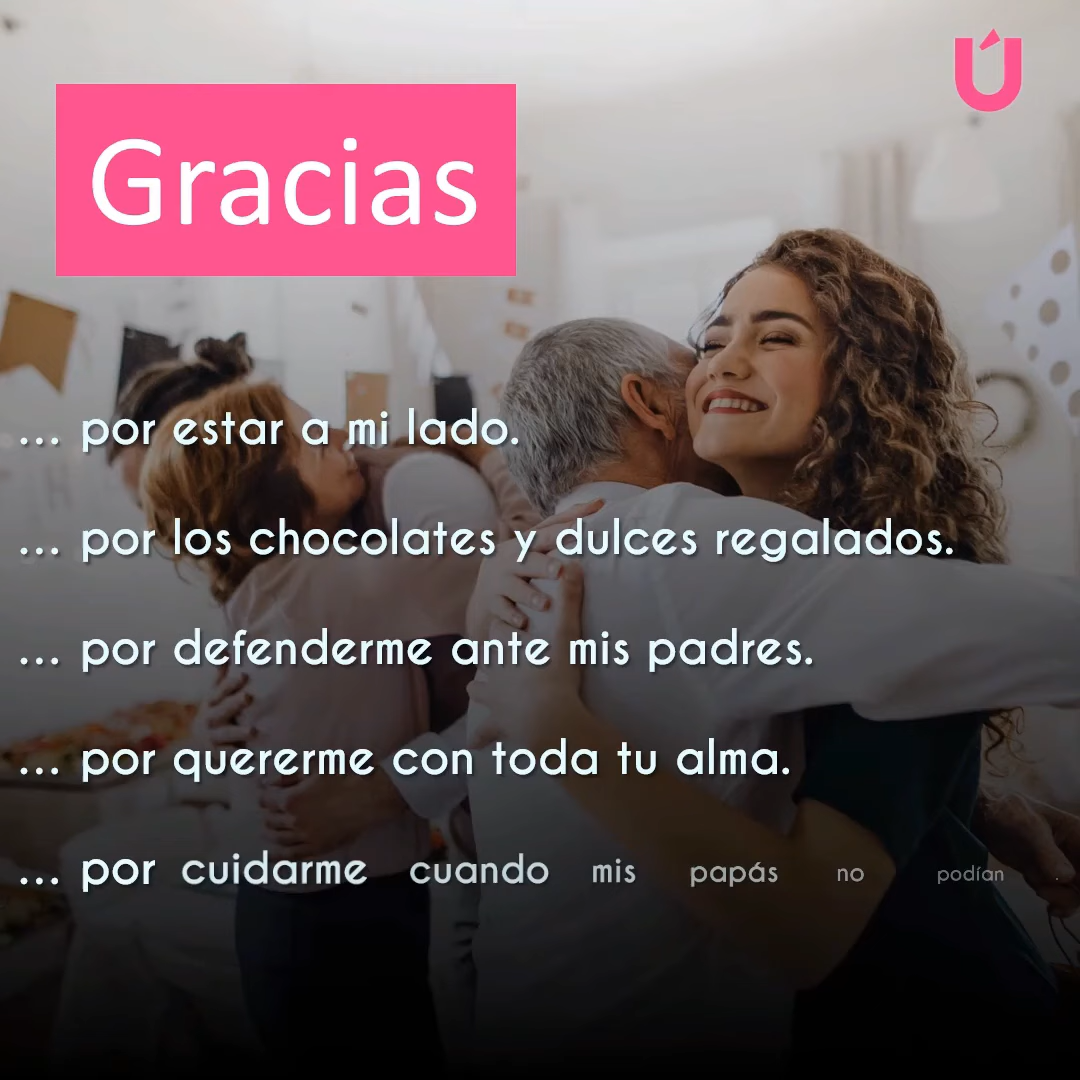 Ú
Gracias
... por estar a mi lado.
... por los chocolates y dulces regalados.
... por defenderme ante mis padres.
... por quererme con toda tu alma.
... por cuidarme cuando mis papás no podían .